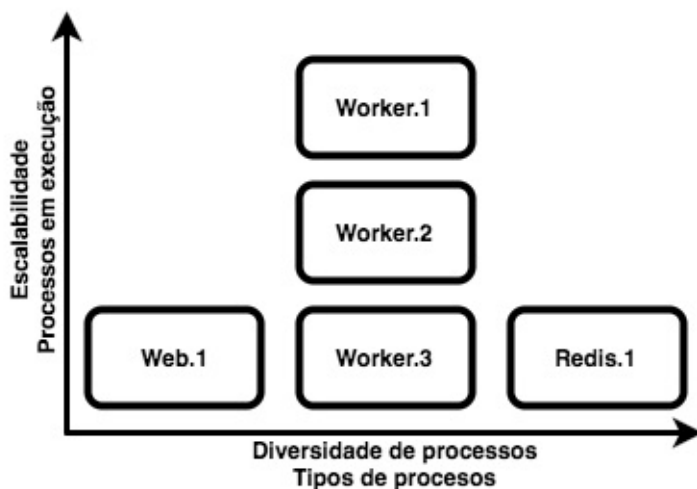 Escalabilidade
Processos em execução
Worker.1
Worker.2
Web.1
Worker.3
Redis.1
Diversidade de processos
Tipos de procesos